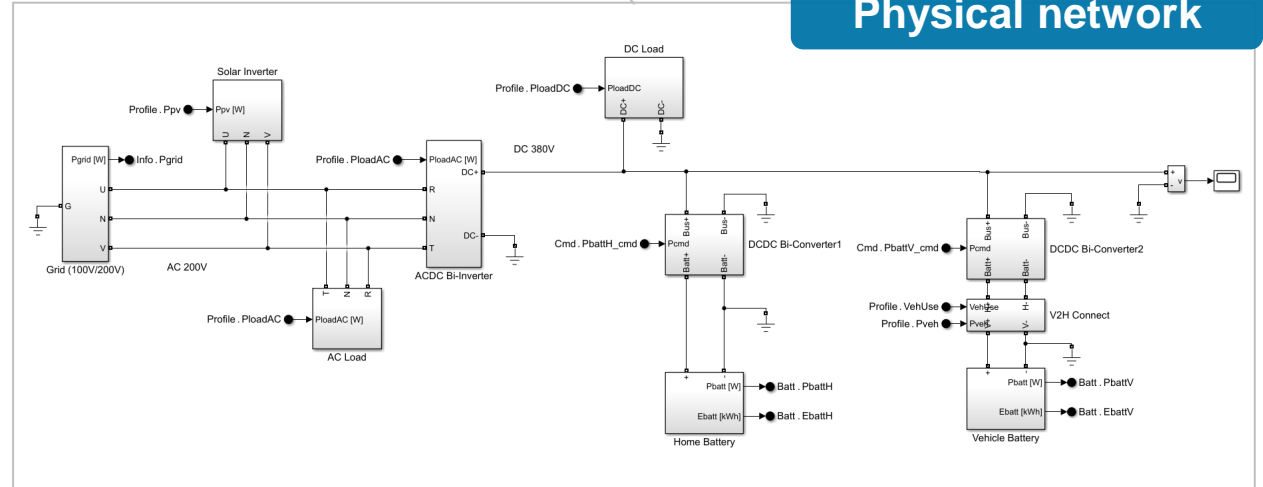 Physical network
DC Load
Profile . PloadDC
PloadDC
DC+
DC-
Solar Inverter
Profile . Ppv
Ppv [W]
U
N
V
Pgrid [W]
Info . Pgrid
G
U
N
V
Grid (100V/200V)
AC 200V
Profile . PloadAC
PloadAC [W]
DC+
R
N
DC-
T
ACDC Bi-Inverter
DC 380V
T
N
R
Profile . PloadAC
PloadAC [W]
AC Load
Bus+
Bus-
Cmd . PbattH_cmd
Pcmd
DCDC Bi-Converter1
Batt+
Batt-
+
-
Pbatt [W]
Batt . PbattH
Ebatt [kWh]
Batt . EbattH
Home Battery
+
-
v
Bus+
Bus-
Cmd . PbattV_cmd
Pcmd
DCDC Bi-Converter2
Batt+
Batt-
Profile . VehUse
VehUse
H+
H-
V2H Connect
Profile . Pveh
Pveh
V+
V-
+
-
Pbatt [W]
Batt . PbattV
Ebatt [kWh]
Batt . EbattV
Vehicle Battery